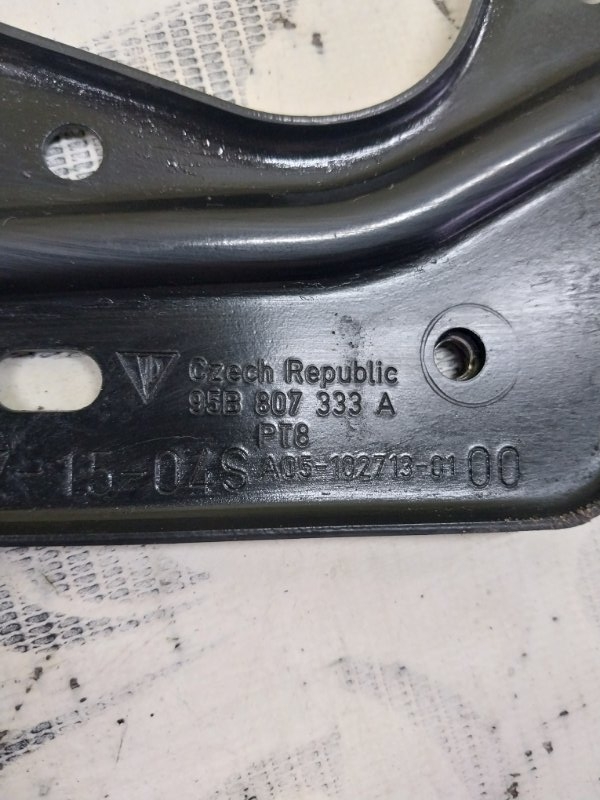 Czech Republic
95B 807 333 A
PT8
-15-04S A05-102713-01 00